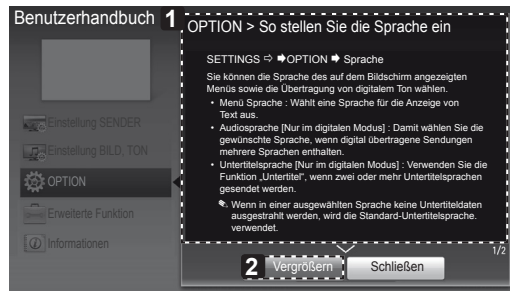 Benutzerhandbuch
1
OPTION > So stellen Sie die Sprache ein
SETTINGS ⇨ 🡆OPTION 🡆 Sprache
Sie können die Sprache des auf dem Bildschirm angezeigten
Menüs sowie die Übertragung von digitalem Ton wählen.
• Menü Sprache : Wählt eine Sprache für die Anzeige von
Text aus.
• Audiosprache [Nur im digitalen Modus] : Damit wählen Sie die
gewünschte Sprache, wenn digital übertragene Sendungen
mehrere Sprachen enthalten.
• Untertitelsprache [Nur im digitalen Modus] : Verwenden Sie die
Funktion „Untertitel", wenn zwei oder mehr Untertitelsprachen
gesendet werden.
Wenn in einer ausgewählten Sprache keine Unterteldaten
ausgestrahlt werden, wird die Standard-Untertitelsprache.
verwendet.
Einstellung SENDER
Einstellung BILD, TON
OPTION
Erweiterte Funktion
Informationen
1/2
2
Vergrößern
Schließen